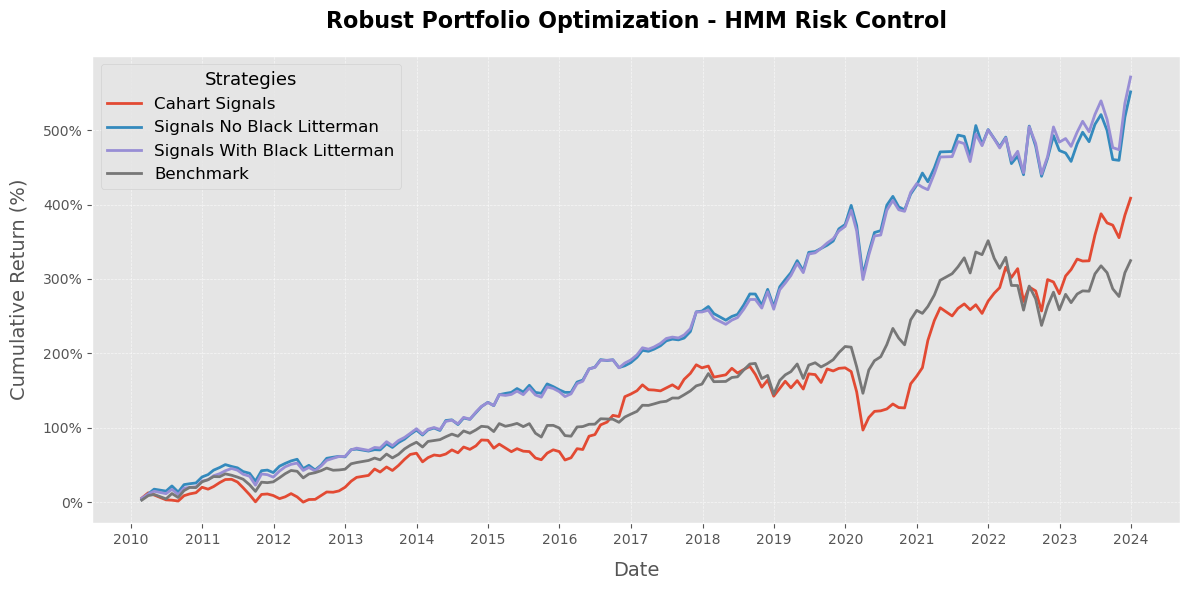 Robust Portfolio Optimization - HMM Risk Control
Strategies
Cahart Signals
Signals No Black Litterman
Signals With Black Litterman
Benchmark
Cumulative Return (%)
500%
400%
300%
200%
100%
0%
2010 2011 2012 2013 2014 2015 2016 2017 2018 2019 2020 2021 2022 2023 2024
Date